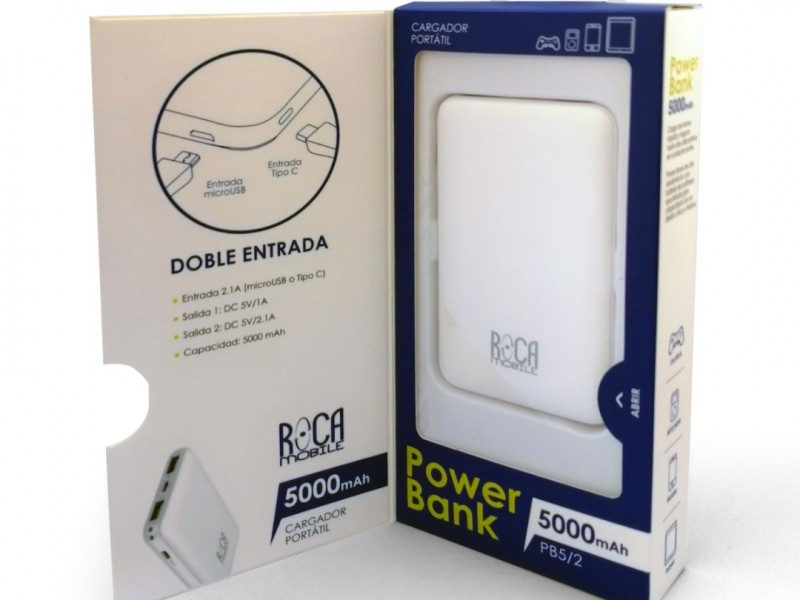 Entrada
microUSB
Entrada
Tipo C
DOBLE ENTRADA
• Entrada 2.1A (microUSB o Tipo C)
• Salida 1: DC 5V/1A
• Salida 2: DC 5V/2.1A
• Capacidad: 5000 mAh
ROCA
MOBILE
5000mAh
CARGADOR
PORTÁTIL
ROCA
MOBILE
CARGADOR
PORTÁTIL
ROCA
MOBILE
ABRIR
Power
Bank
5000mAh
PB5/2
Power
Bank
5000mAh